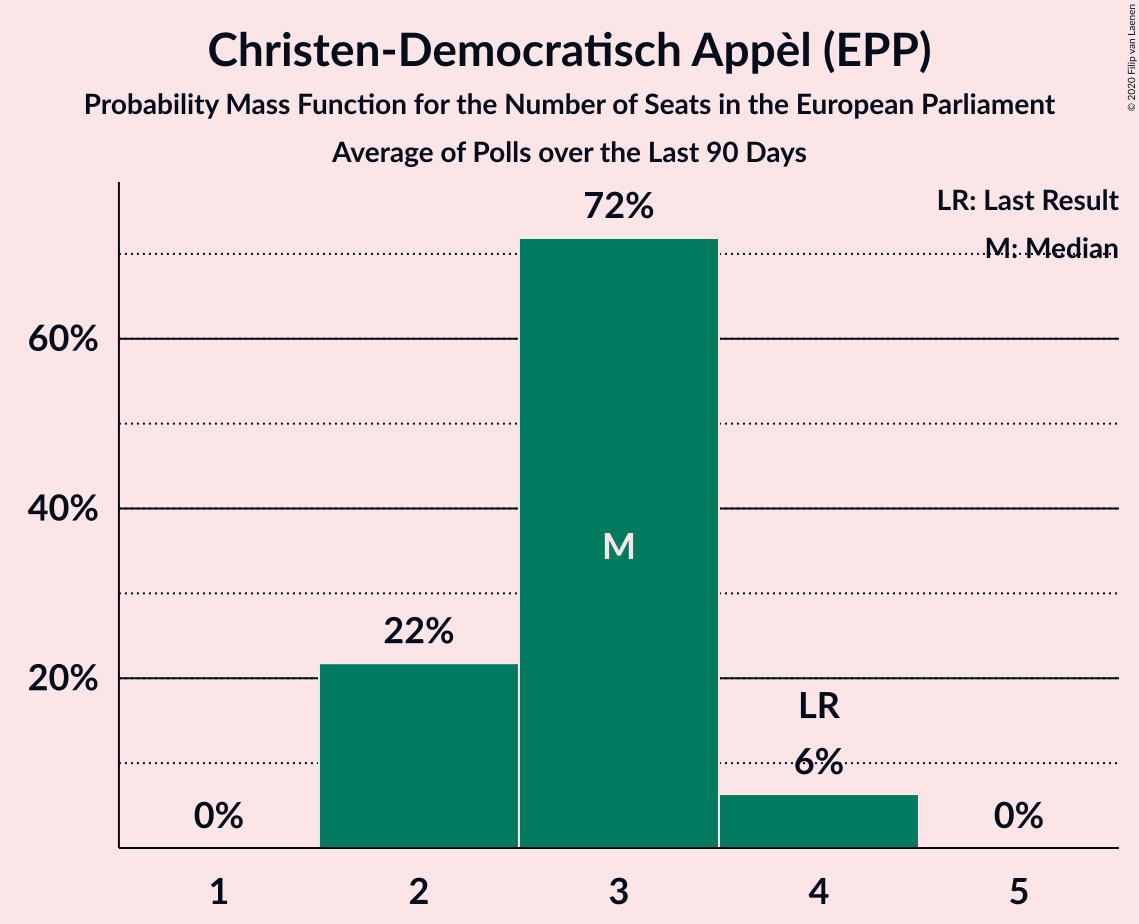 Christen-Democratisch Appèl (EPP)
Probability Mass Function for the Number of Seats in the European Parliament
Average of Polls over the Last 90 Days
© 2020 Filip van Laenen
LR: Last Result
M: Median
72%
60%
40%
M
22%
20%
LR
6%
0%
0%
1
2
3
4
5